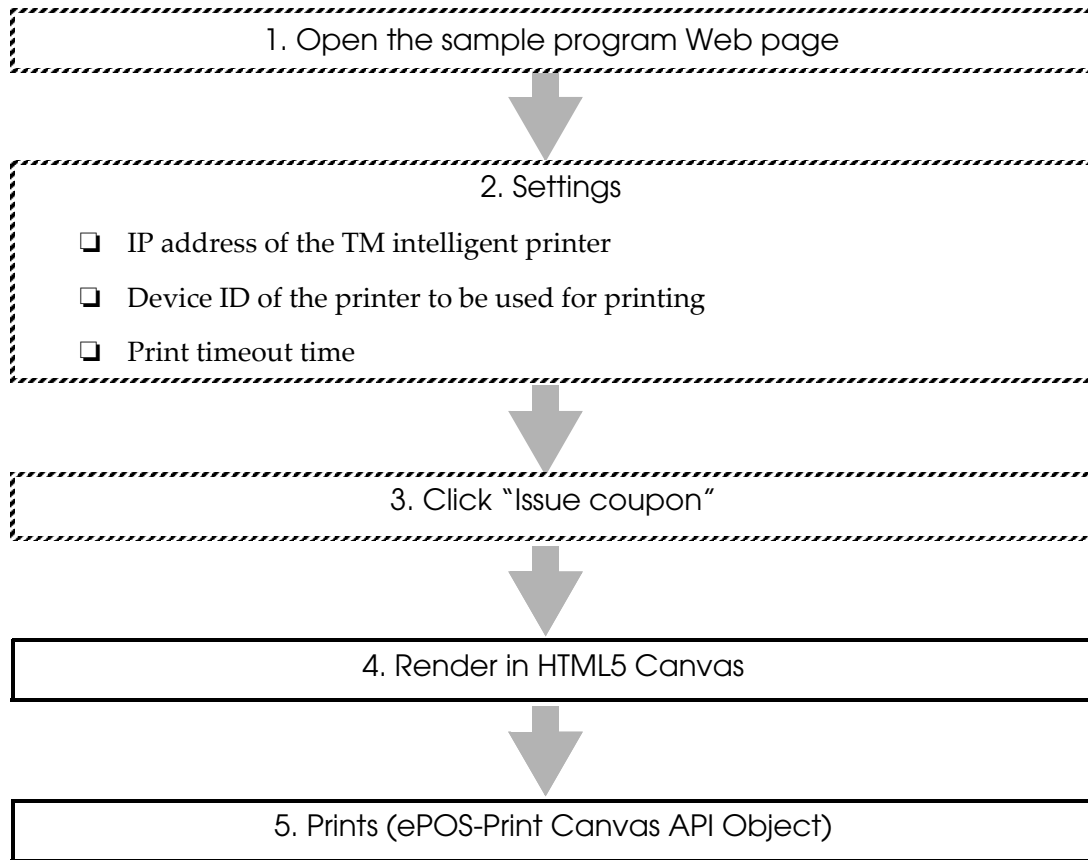 1. Open the sample program Web page
2. Settings
❏ IP address of the TM intelligent printer
❏ Device ID of the printer to be used for printing
❏ Print timeout time
3. Click “Issue coupon”
4. Render in HTML5 Canvas
5. Prints (ePOS-Print Canvas API Object)